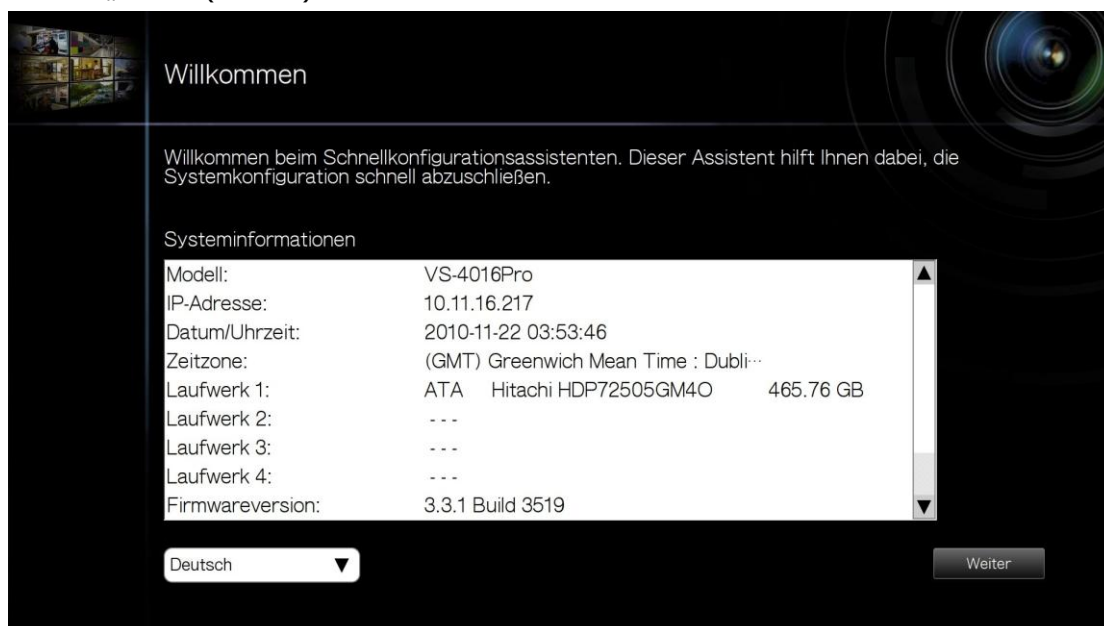 Willkommen
Willkommen beim Schnellkonfigurationsassistenten. Dieser Assistent hilft Ihnen dabei, die
Systemkonfiguration schnell abzuschließen.
Systeminformationen
Modell: VS-4016Pro
IP-Adresse: 10.11.16.217
Datum/Uhrzeit: 2010-11-22 03:53:46
Zeitzone: (GMT) Greenwich Mean Time : Dubli...
Laufwerk 1: ATA Hitachi HDP72505GM4O 465.76 GB
Laufwerk 2: ---
Laufwerk 3: ---
Laufwerk 4: ---
Firmwareversion: 3.3.1 Build 3519
Deutsch
Weiter